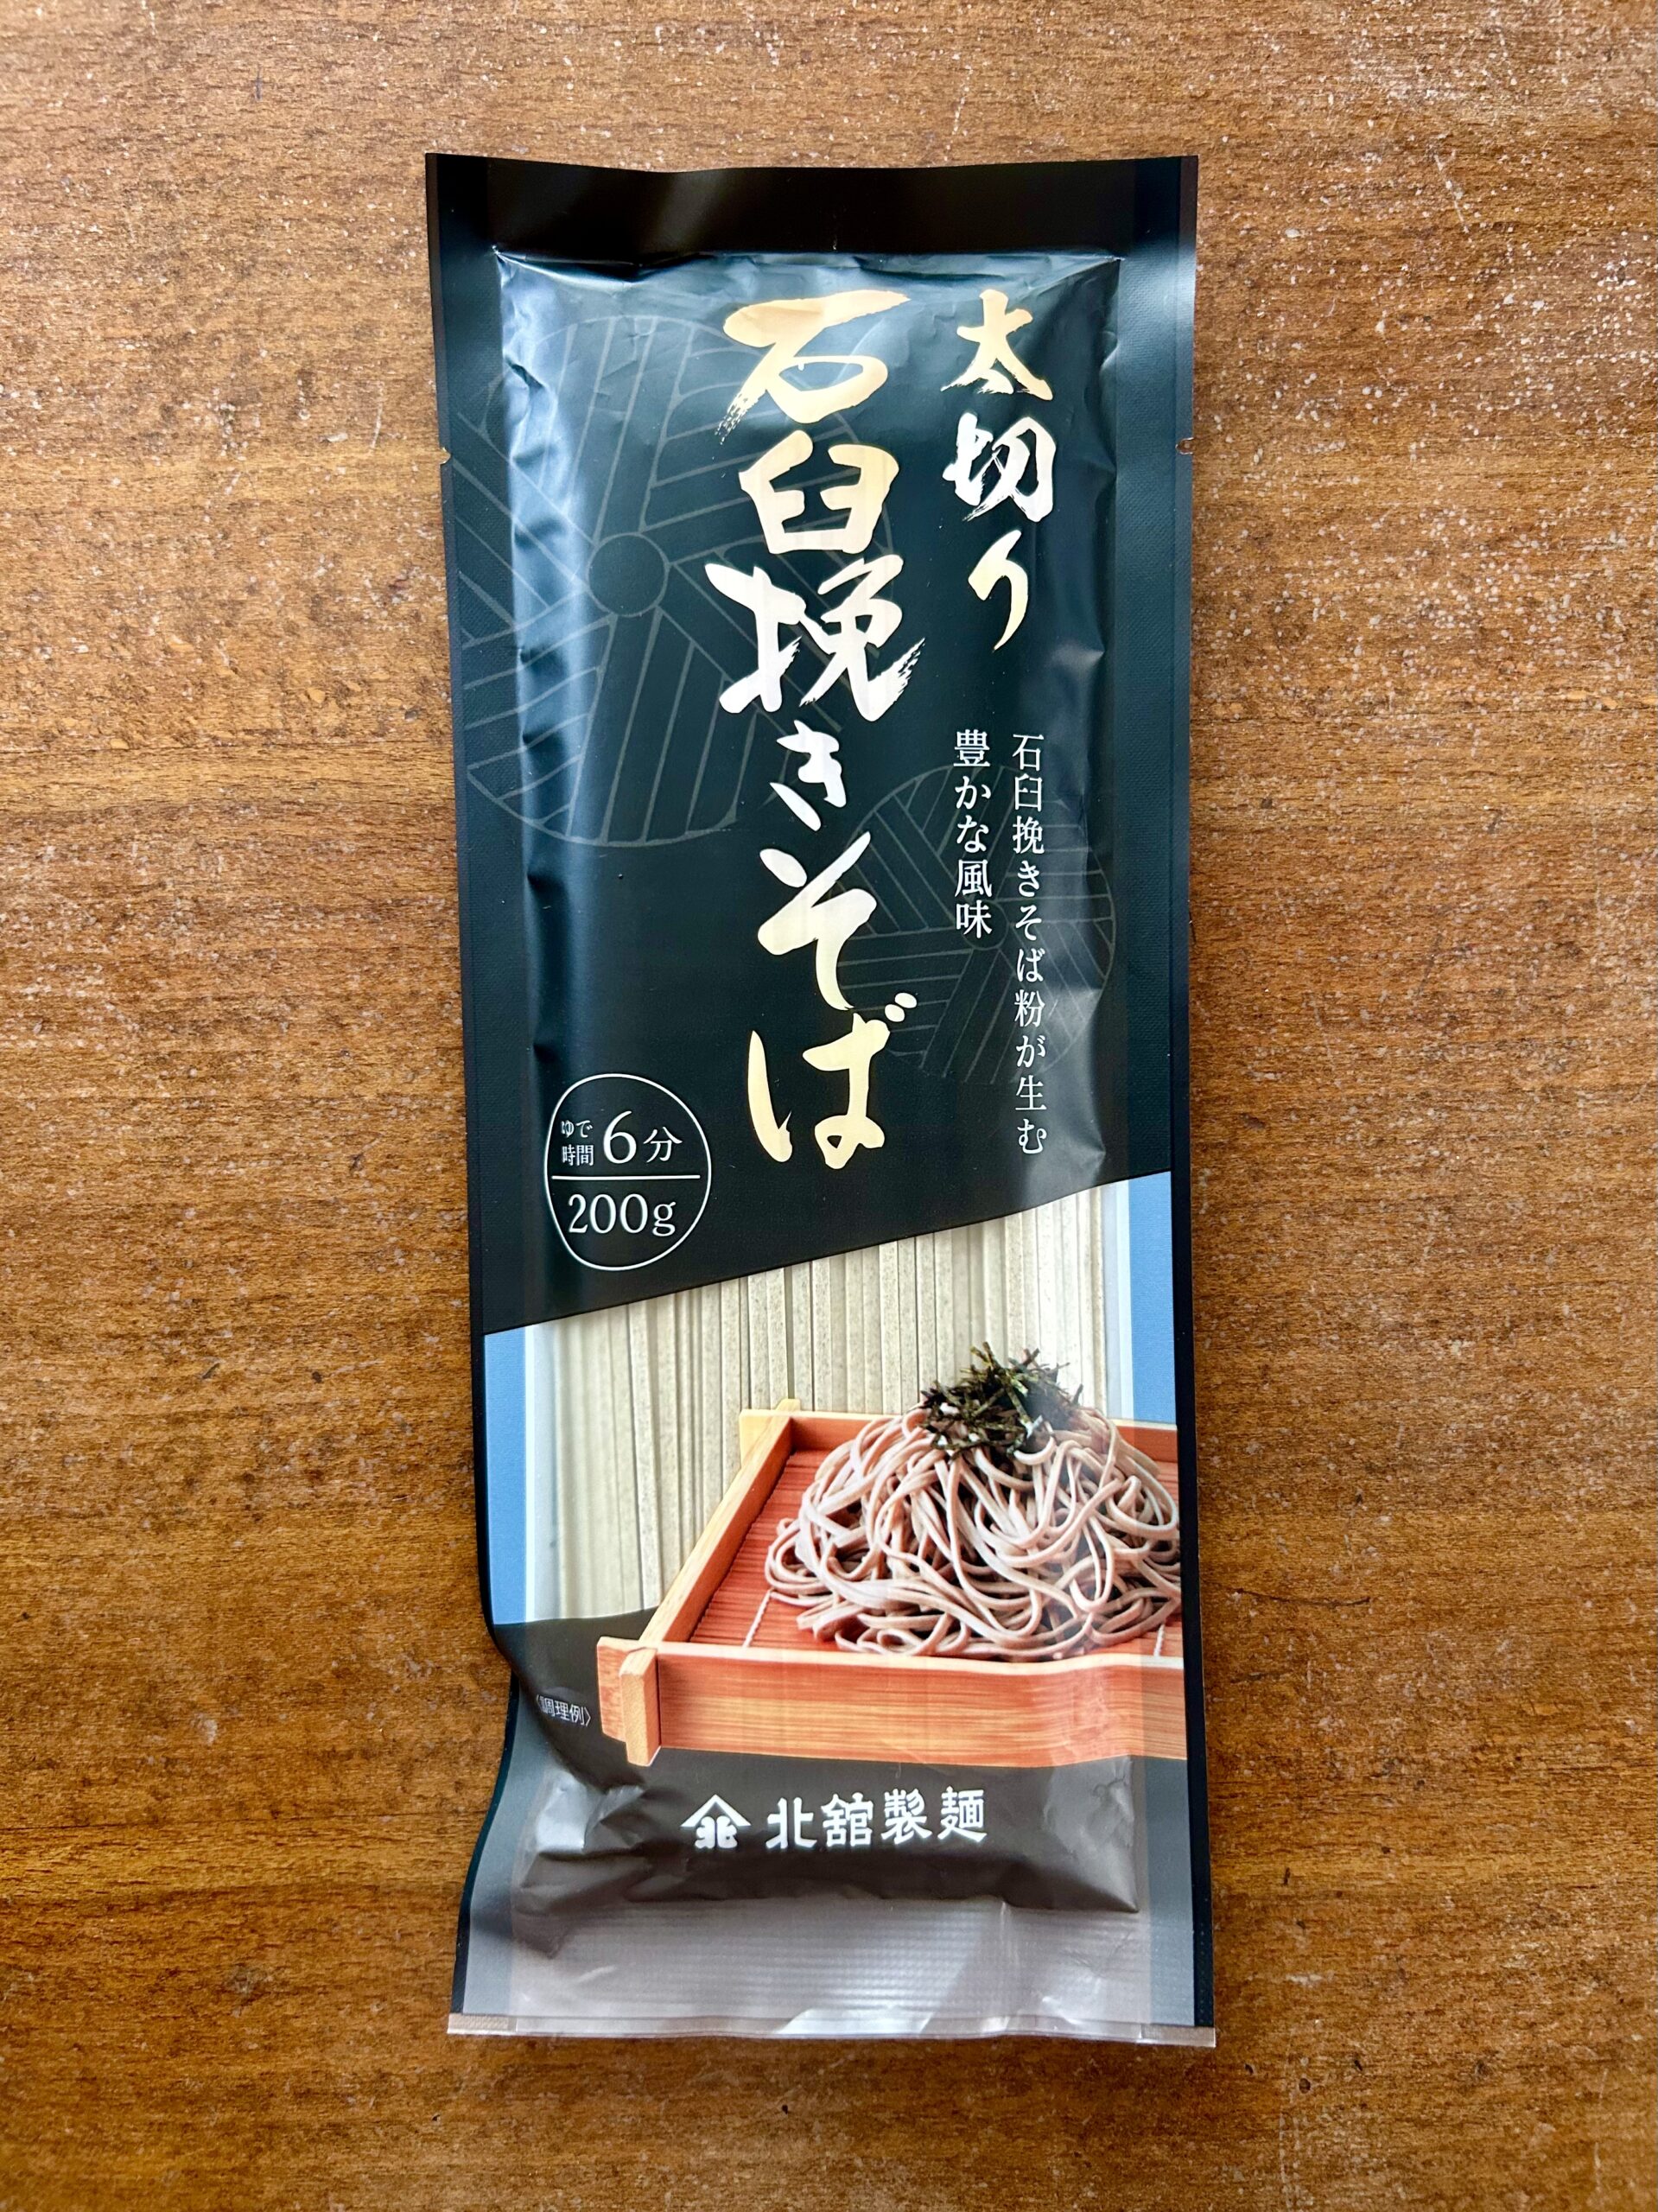 太切り
石臼挽きそば
石臼挽きそば粉が生む
豊かな風味
ゆで時間 6分
200g
〈調理例〉
北 北舘製麺